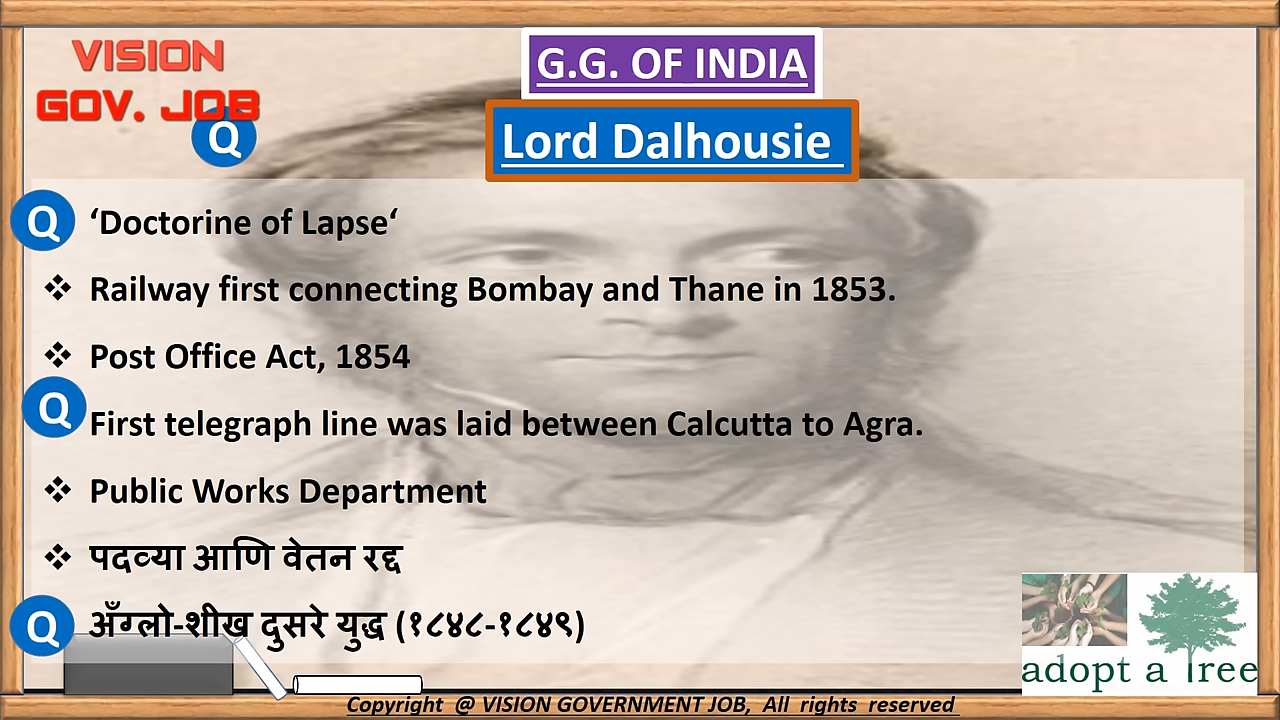 VISION
GOV. JOB
G.G. OF INDIA
Q
Lord Dalhousie
Q
‘Doctorine of Lapse‘
Railway first connecting Bombay and Thane in 1853.
Post Office Act, 1854
Q
First telegraph line was laid between Calcutta to Agra.
Public Works Department
पदव्या आणि वेतन रद्द
Q
अँग्लो-शीख दुसरे युद्ध (१८४८-१८४९)
adopt a Tree
Copyright @ VISION GOVERNMENT JOB, All rights reserved